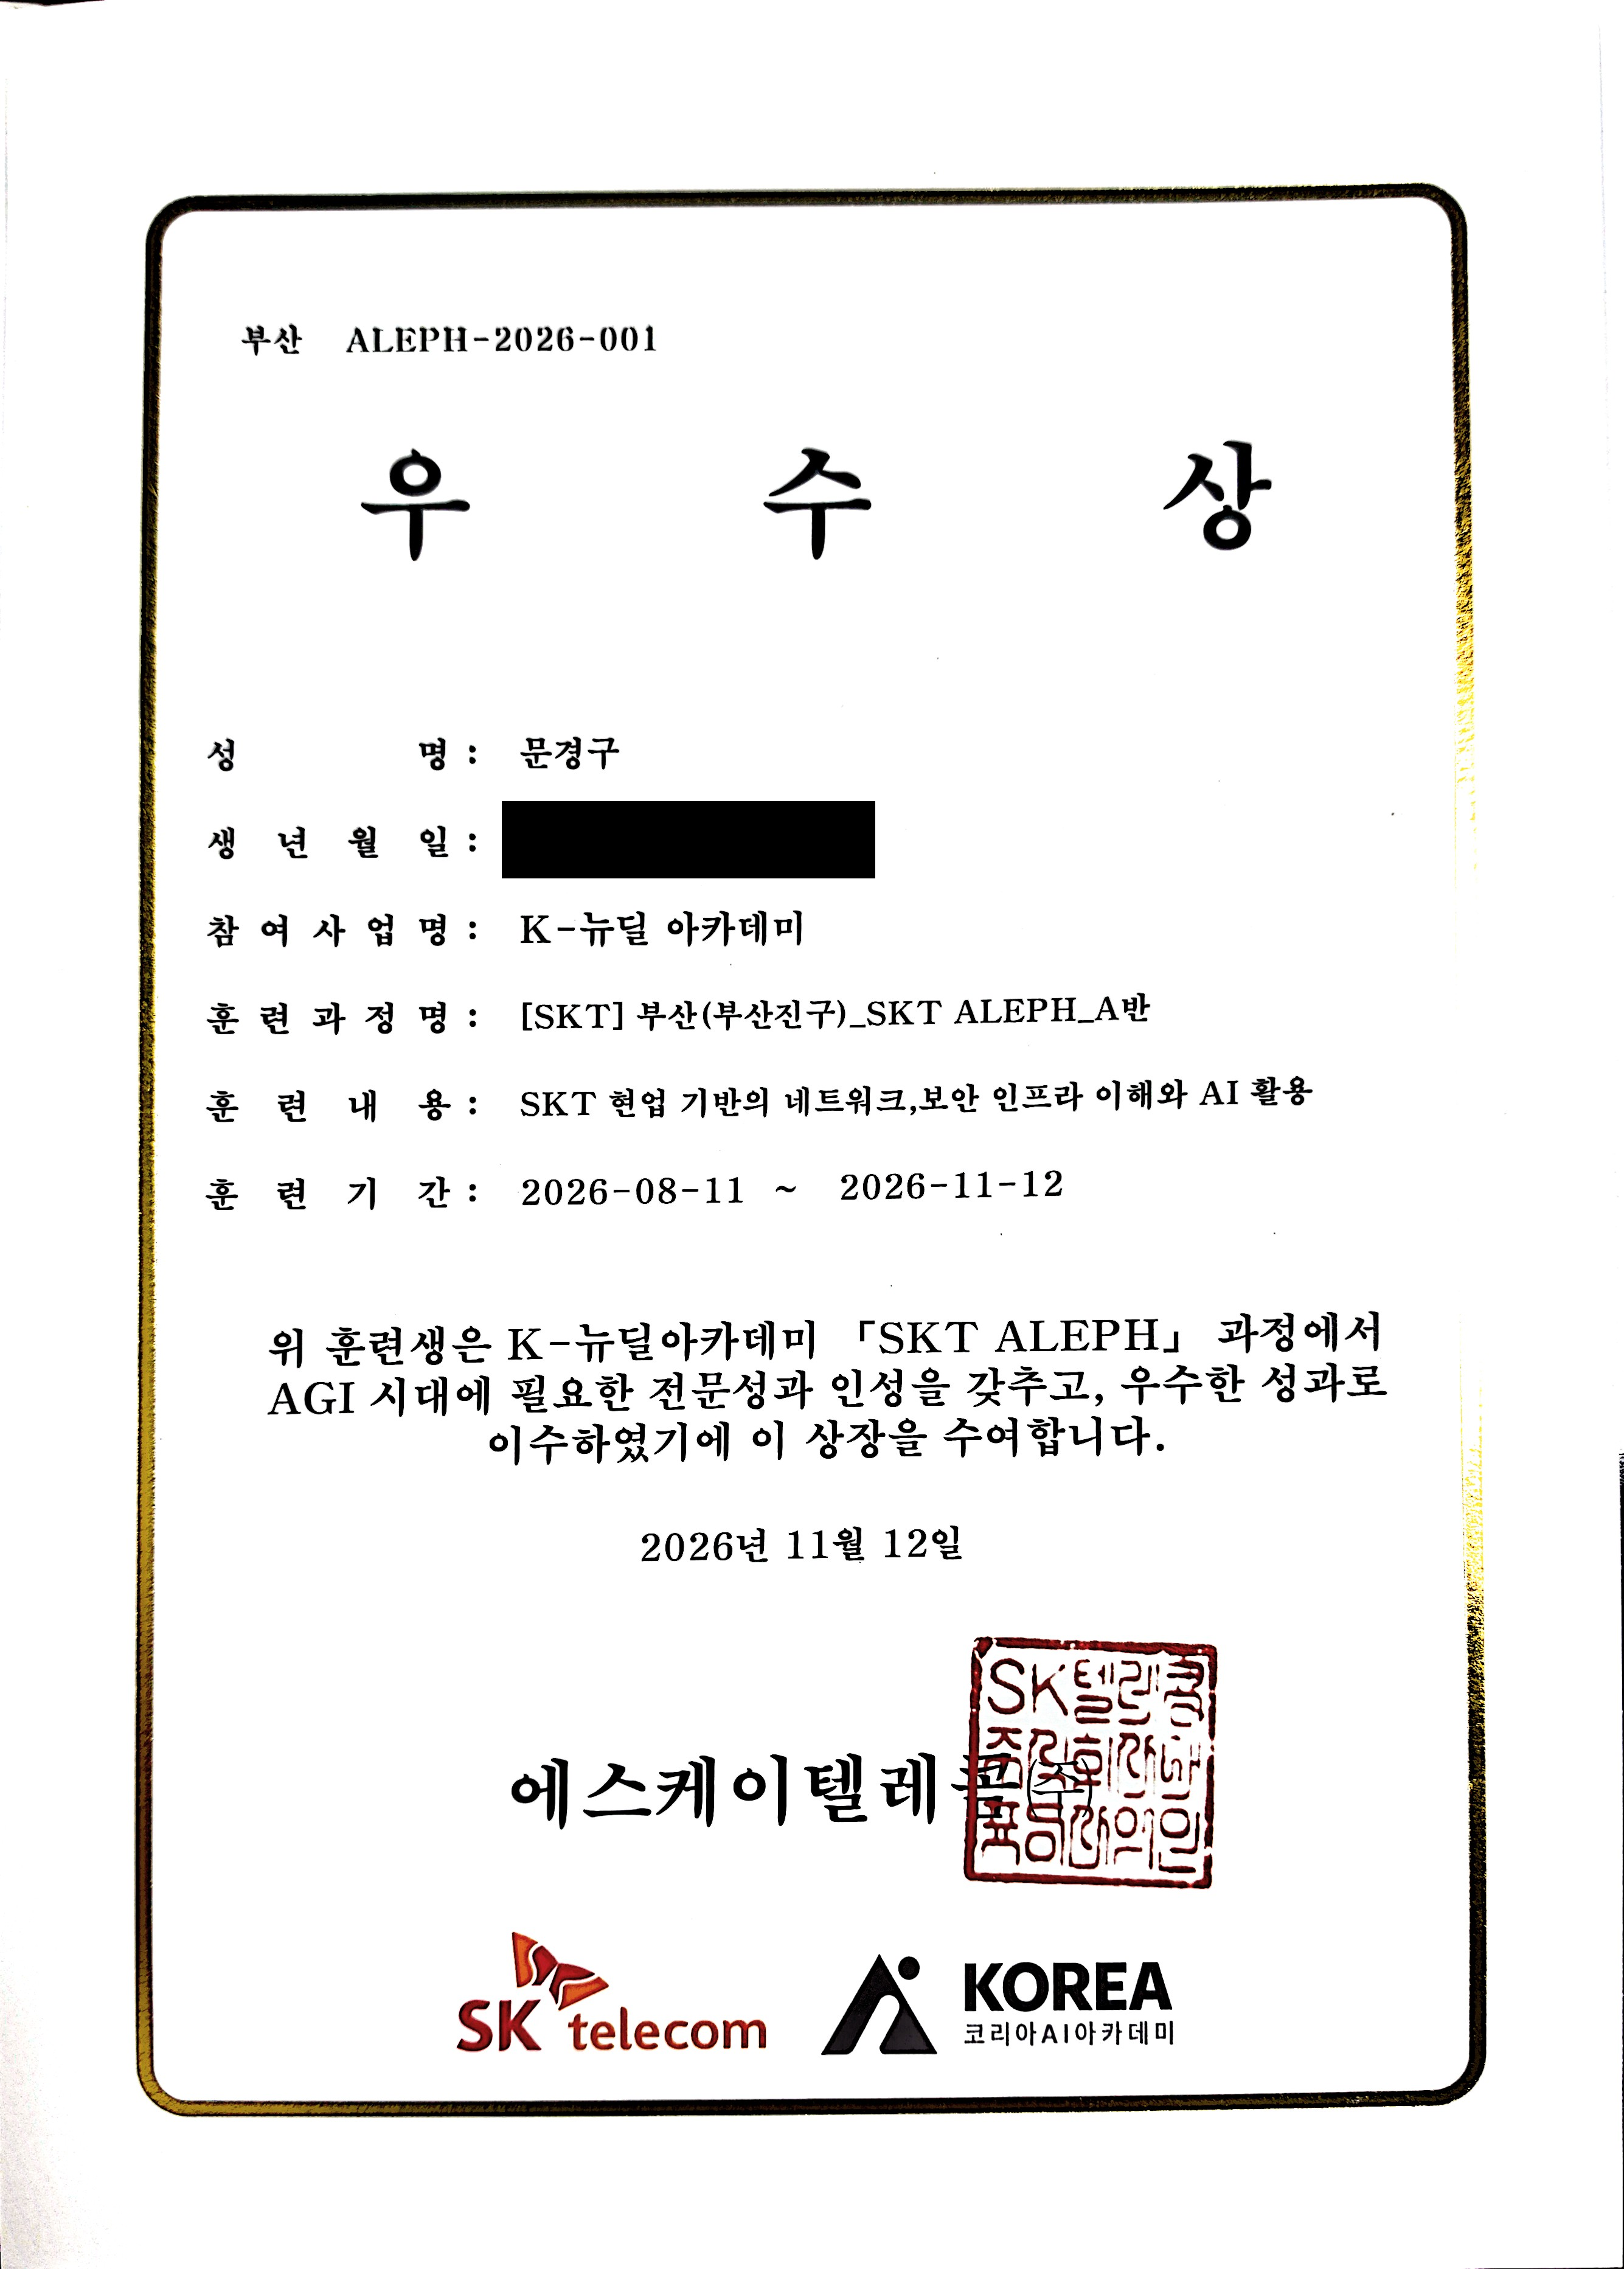 부산 ALEPH-2026-001
우 수 상
성 명 : 문경구
생 년 월 일 :
참 여 사 업 명 : K-뉴딜 아카데미
훈 련 과 정 명 : [SKT] 부산(부산진구)_SKT ALEPH_A반
훈 련 내 용 : SKT 현업 기반의 네트워크,보안 인프라 이해와 AI 활용
훈 련 기 간 : 2026-08-11 ~ 2026-11-12
위 훈련생은 K-뉴딜아카데미 「SKT ALEPH」 과정에서
AGI 시대에 필요한 전문성과 인성을 갖추고, 우수한 성과로
이수하였기에 이 상장을 수여합니다.
2026년 11월 12일
에스케이텔레콤(주)
SK telecom
KOREA
코리아AI아카데미